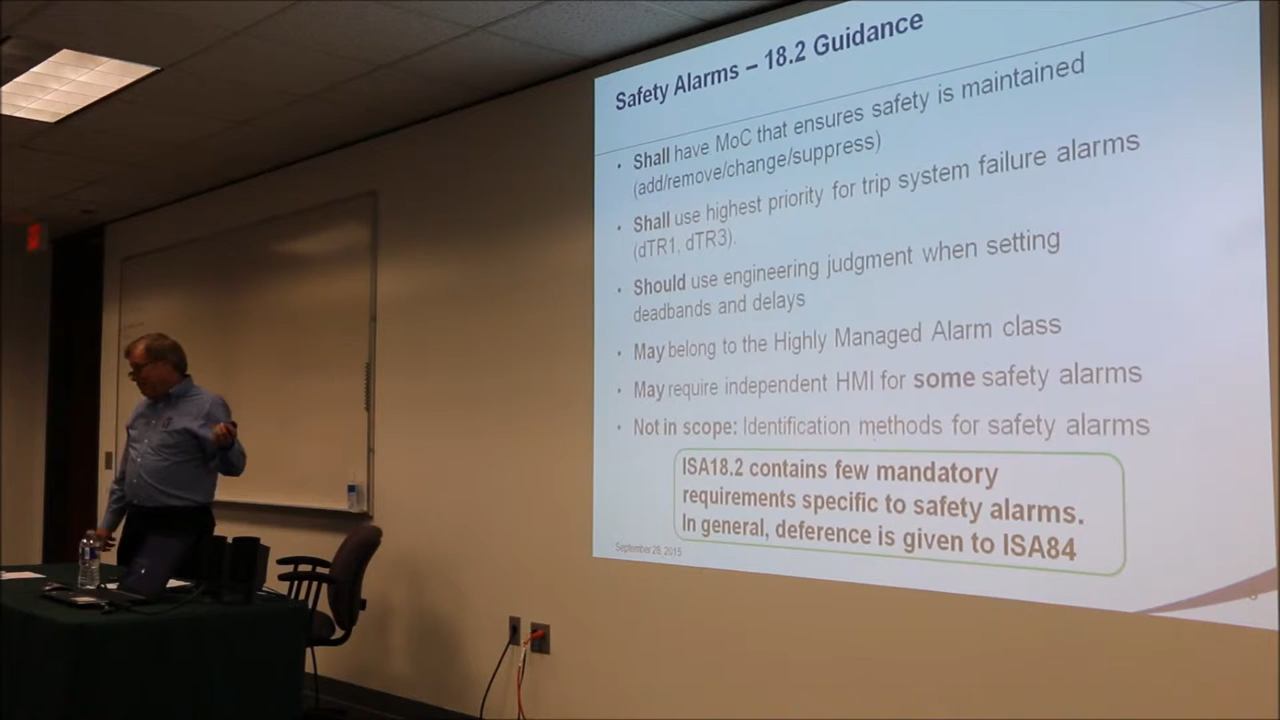 Safety Alarms – 18.2 Guidance
• Shall have MoC that ensures safety is maintained
(add/remove/change/suppress)
• Shall use highest priority for trip system failure alarms
(dTR1, dTR3).
• Should use engineering judgment when setting
deadbands and delays
• May belong to the Highly Managed Alarm class
• May require independent HMI for some safety alarms
• Not in scope: Identification methods for safety alarms
ISA18.2 contains few mandatory
requirements specific to safety alarms.
In general, deference is given to ISA84
September 28, 2015